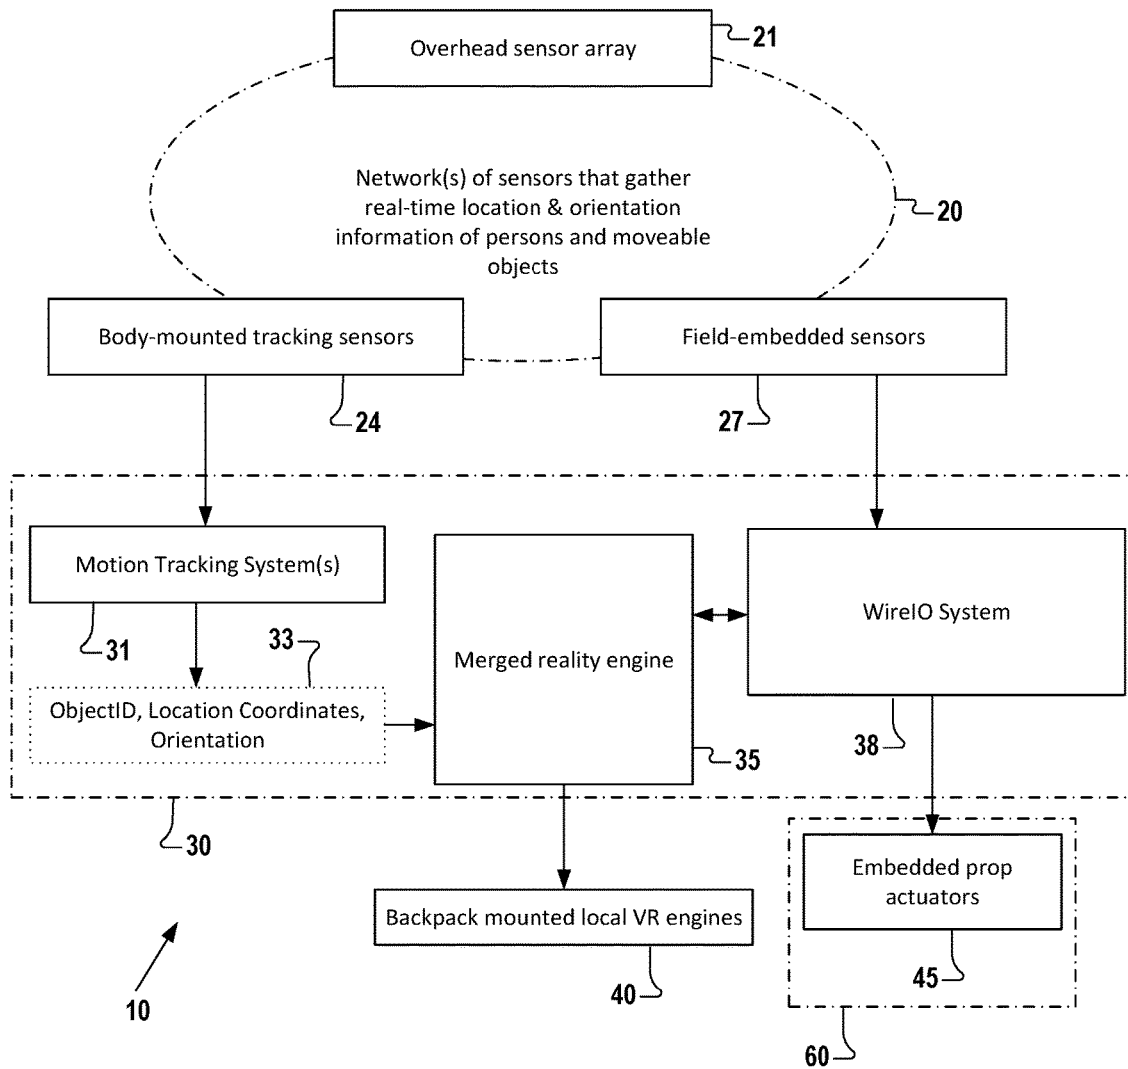 Overhead sensor array
21
Network(s) of sensors that gather
real-time location & orientation
information of persons and moveable
objects
20
Body-mounted tracking sensors
Field-embedded sensors
24
27
Motion Tracking System(s)
31
33
ObjectID, Location Coordinates,
Orientation
Merged reality engine
35
WireIO System
38
30
Embedded prop
actuators
45
60
Backpack mounted local VR engines
40
10